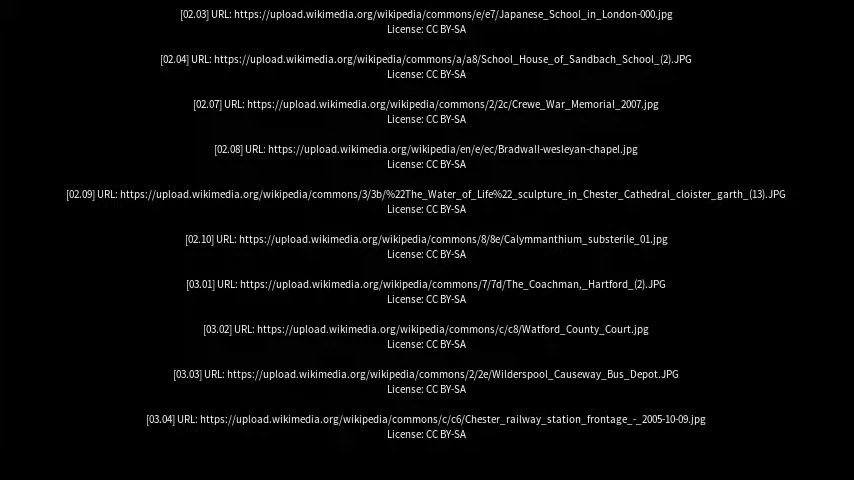 [02.03] URL: https://upload.wikimedia.org/wikipedia/commons/e/e7/Japanese_School_in_London-000.jpg
License: CC BY-SA
[02.04] URL: https://upload.wikimedia.org/wikipedia/commons/a/a8/School_House_of_Sandbach_School_(2).JPG
License: CC BY-SA
[02.07] URL: https://upload.wikimedia.org/wikipedia/commons/2/2c/Crewe_War_Memorial_2007.jpg
License: CC BY-SA
[02.08] URL: https://upload.wikimedia.org/wikipedia/en/e/ec/Bradwall-wesleyan-chapel.jpg
License: CC BY-SA
[02.09] URL: https://upload.wikimedia.org/wikipedia/commons/3/3b/%22The_Water_of_Life%22_sculpture_in_Chester_Cathedral_cloister_garth_(13).JPG
License: CC BY-SA
[02.10] URL: https://upload.wikimedia.org/wikipedia/commons/8/8e/Calymmanthium_substerile_01.jpg
License: CC BY-SA
[03.01] URL: https://upload.wikimedia.org/wikipedia/commons/7/7d/The_Coachman,_Hartford_(2).JPG
License: CC BY-SA
[03.02] URL: https://upload.wikimedia.org/wikipedia/commons/c/c8/Watford_County_Court.jpg
License: CC BY-SA
[03.03] URL: https://upload.wikimedia.org/wikipedia/commons/2/2e/Wilderspool_Causeway_Bus_Depot.JPG
License: CC BY-SA
[03.04] URL: https://upload.wikimedia.org/wikipedia/commons/c/c6/Chester_railway_station_frontage_-_2005-10-09.jpg
License: CC BY-SA